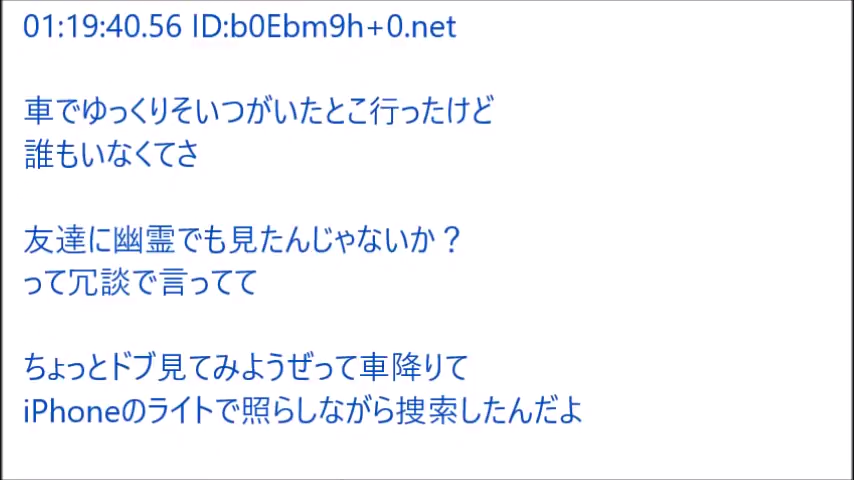 01:19:40.56 ID:b0Ebm9h+0.net
車でゆっくりそいつがいたとこ行ったけど
誰もいなくてさ
友達に幽霊でも見たんじゃないか？
って冗談で言ってて
ちょっとドブ見てみようぜって車降りて
iPhoneのライトで照らしながら捜索したんだよ